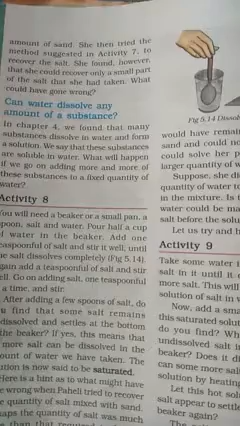 amount of sand. She then tried the
method suggested in Activity 7, to
recover the salt. She found, however,
that she could recover only a small part
of the salt that she had taken. What
could have gone wrong?
Can water dissolve any
amount of a substance?
In chapter 4, we found that many
substances dissolve in water and form
a solution. We say that these substances
are soluble in water. What will happen
if we go on adding more and more of
these substances to a fixed quantity of
water?
Activity 8
You will need a beaker or a small pan, a
spoon, salt and water. Pour half a cup
of water in the beaker. Add one
teaspoonful of salt and stir it well, until
the salt dissolves completely (Fig 5.14).
Again add a teaspoonful of salt and stir
well. Go on adding salt, one teaspoonful
a time, and stir.
After adding a few spoons of salt, do
you find that some salt remains
undissolved and settles at the bottom
the beaker? If yes, this means that
more salt can be dissolved in the
amount of water we have taken. The
solution is now said to be saturated.
Here is a hint as to what might have
wrong when Paheli tried to recover
quantity of salt mixed with sand.
the quantity of salt was much
than that
Fig 5.14
would have
sand and could no
could solve her p
larger quantity of w
Suppose, she di
quantity of water to
in the mixture. Is t
water could be ma
salt before the solu
Let us try and h
Activity 9
Take some water i
salt in it until it
more salt. This will
solution of salt in
Now, add a sma
this saturated solu
do you find? Wh
undissolved salt in
beaker? Does it di
can some more sal
solution by heating
Let this hot sol
salt appear to settl
beaker again?
The